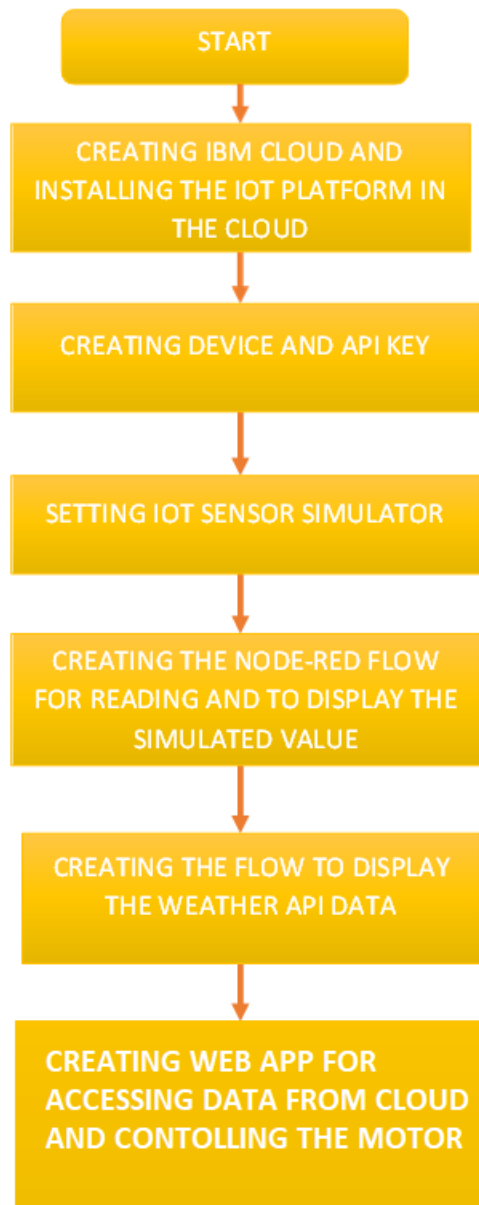 START
CREATING IBM CLOUD AND
INSTALLING THE IOT PLATFORM IN
THE CLOUD
CREATING DEVICE AND API KEY
SETTING IOT SENSOR SIMULATOR
CREATING THE NODE-RED FLOW
FOR READING AND TO DISPLAY THE
SIMULATED VALUE
CREATING THE FLOW TO DISPLAY
THE WEATHER API DATA
CREATING WEB APP FOR
ACCESSING DATA FROM CLOUD
AND CONTOLLING THE MOTOR